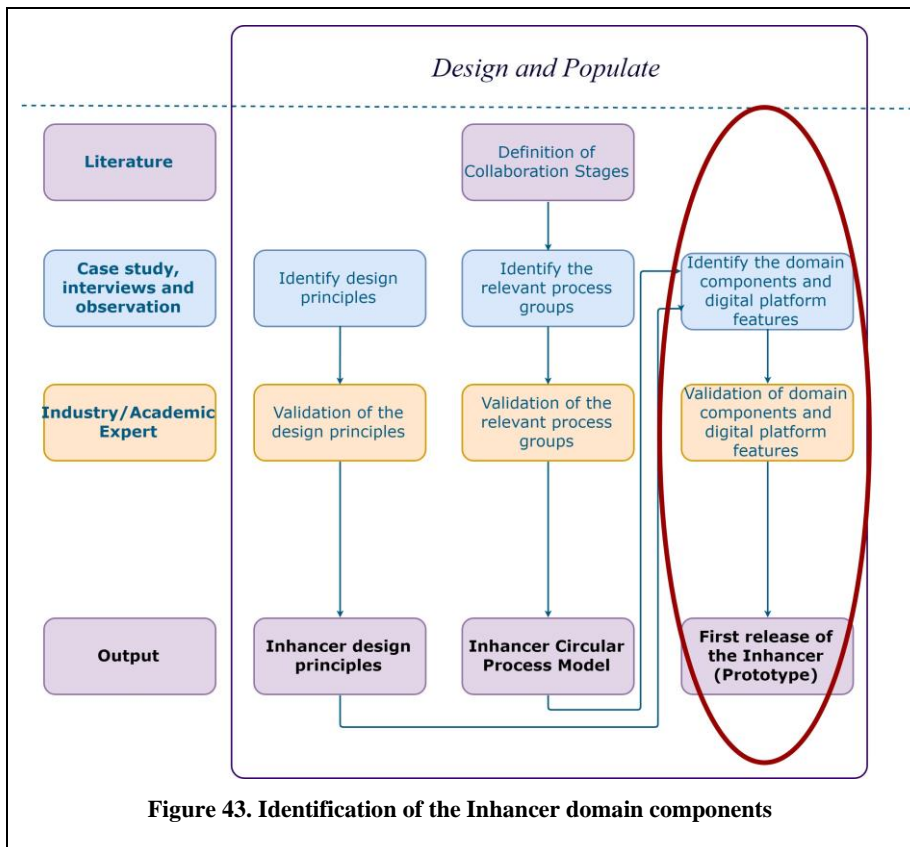 Design and Populate
Literature
Definition of
Collaboration Stages
Case study,
interviews and
observation
Identify design
principles
Identify the
relevant process
groups
Identify the domain
components and
digital platform
features
Industry/Academic
Expert
Validation of the
design principles
Validation of the
relevant process
groups
Validation of domain
components and
digital platform
features
Output
Inhancer design
principles
Inhancer Circular
Process Model
First release of
the Inhancer
(Prototype)
Figure 43. Identification of the Inhancer domain components